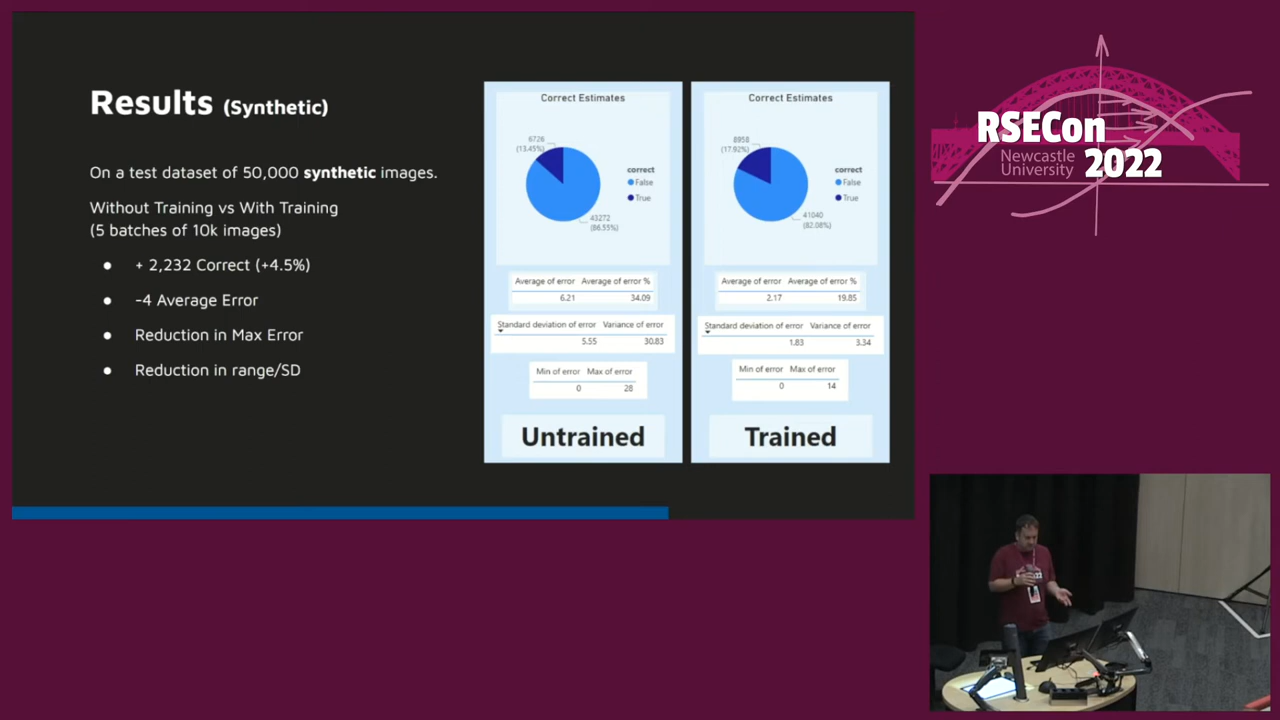 Results (Synthetic)
On a test dataset of 50,000 synthetic images.
Without Training vs With Training
(5 batches of 10k images)
● + 2,232 Correct (+4.5%)
● -4 Average Error
● Reduction in Max Error
● Reduction in range/SD
Correct Estimates
6726
(13.45%)
correct
False
True
43272
(86.55%)
Average of error Average of error %
6.21 34.09
Standard deviation of error Variance of error
5.55 30.83
Min of error Max of error
0 28
Untrained
Correct Estimates
8958
(17.92%)
correct
False
True
41040
(82.08%)
Average of error Average of error %
2.17 19.85
Standard deviation of error Variance of error
1.83 3.34
Min of error Max of error
0 14
Trained
RSECon
Newcastle
University 2022